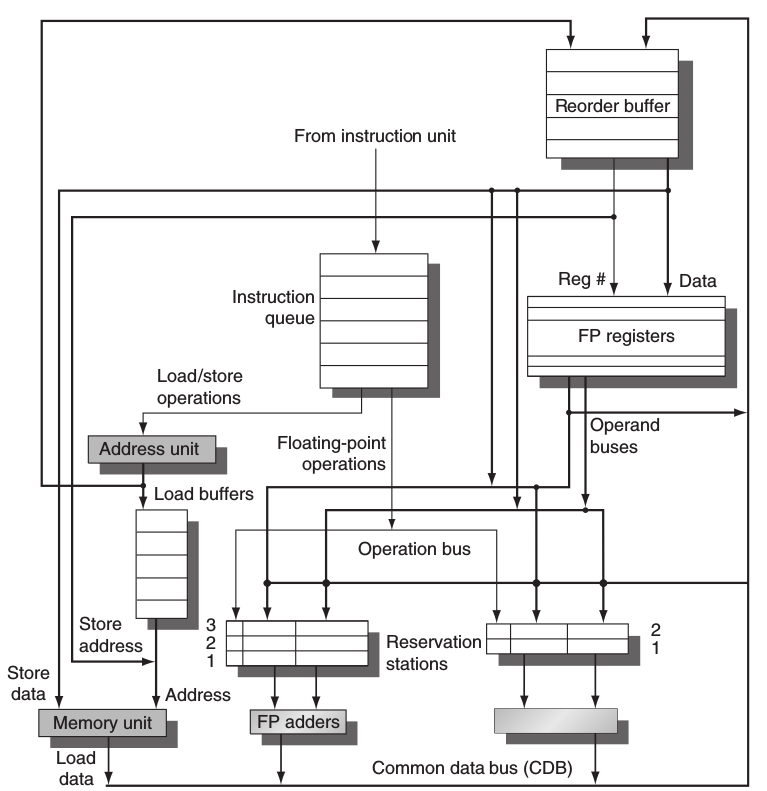 Reorder buffer
From instruction unit
Reg #
Data
Instruction
queue
FP registers
Load/store
operations
Operand
buses
Floating-point
operations
Address unit
Load buffers
Operation bus
Store
address
3
2
1
Reservation
stations
2
1
Store
data
Address
Memory unit
FP adders
Load
data
Common data bus (CDB)